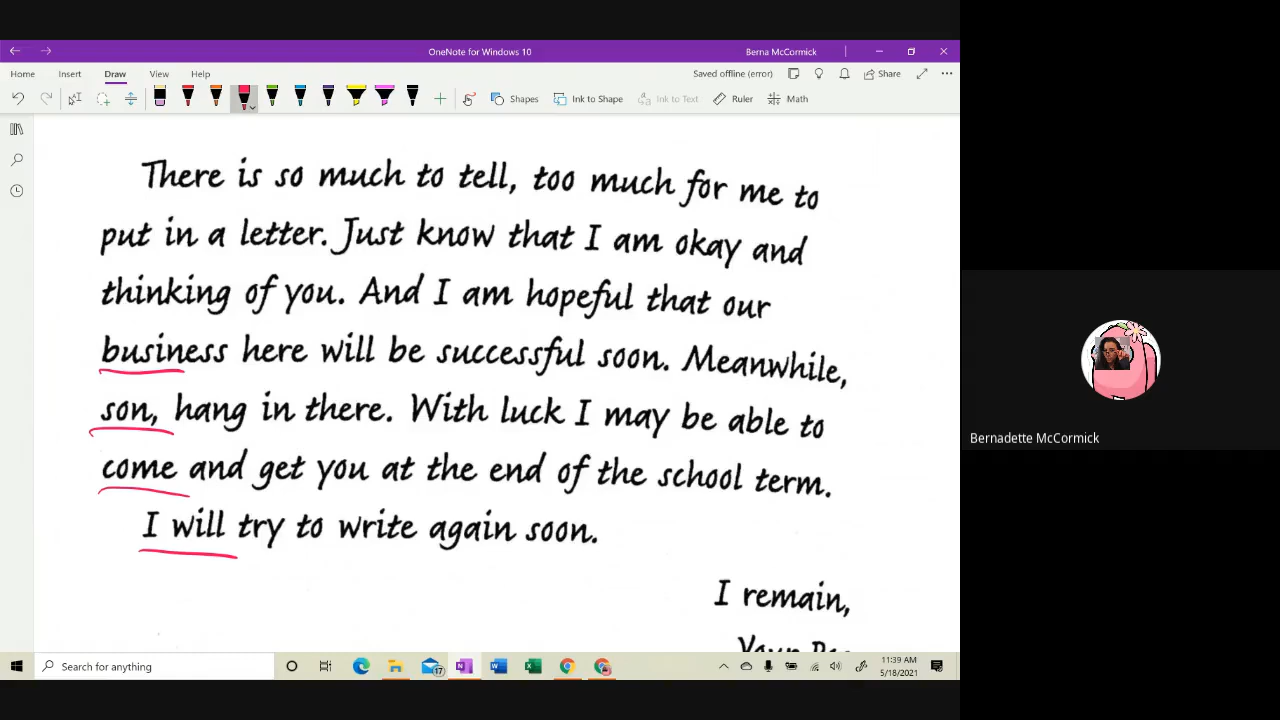 OneNote for Windows 10
Berna McCormick
Home Insert Draw View Help
Saved offline (error)
Share
Shapes
Ink to Shape
Ink to Text
Ruler
Math
There is so much to tell, too much for me to
put in a letter. Just know that I am okay and
thinking of you. And I am hopeful that our
business here will be successful soon. Meanwhile,
son, hang in there. With luck I may be able to
come and get you at the end of the school term.
I will try to write again soon.
I remain,
Your
Bernadette McCormick
Search for anything
17
11:39 AM
5/18/2021